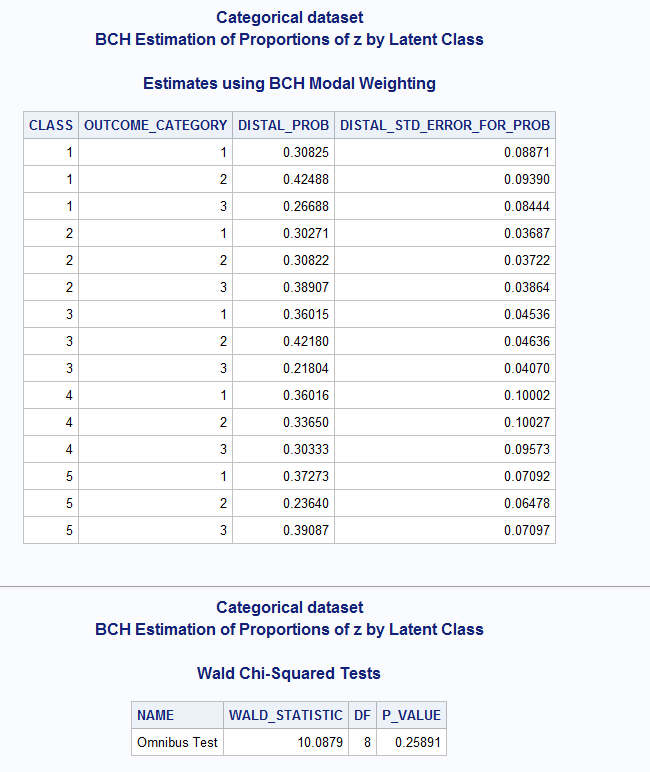 Categorical dataset
BCH Estimation of Proportions of z by Latent Class
Estimates using BCH Modal Weighting
CLASS OUTCOME_CATEGORY DISTAL_PROB DISTAL_STD_ERROR_FOR_PROB
1 1 0.30825 0.08871
1 2 0.42488 0.09390
1 3 0.26688 0.08444
2 1 0.30271 0.03687
2 2 0.30822 0.03722
2 3 0.38907 0.03864
3 1 0.36015 0.04536
3 2 0.42180 0.04636
3 3 0.21804 0.04070
4 1 0.36016 0.10002
4 2 0.33650 0.10027
4 3 0.30333 0.09573
5 1 0.37273 0.07092
5 2 0.23640 0.06478
5 3 0.39087 0.07097
Categorical dataset
BCH Estimation of Proportions of z by Latent Class
Wald Chi-Squared Tests
NAME WALD_STATISTIC DF P_VALUE
Omnibus Test 10.0879 8 0.25891